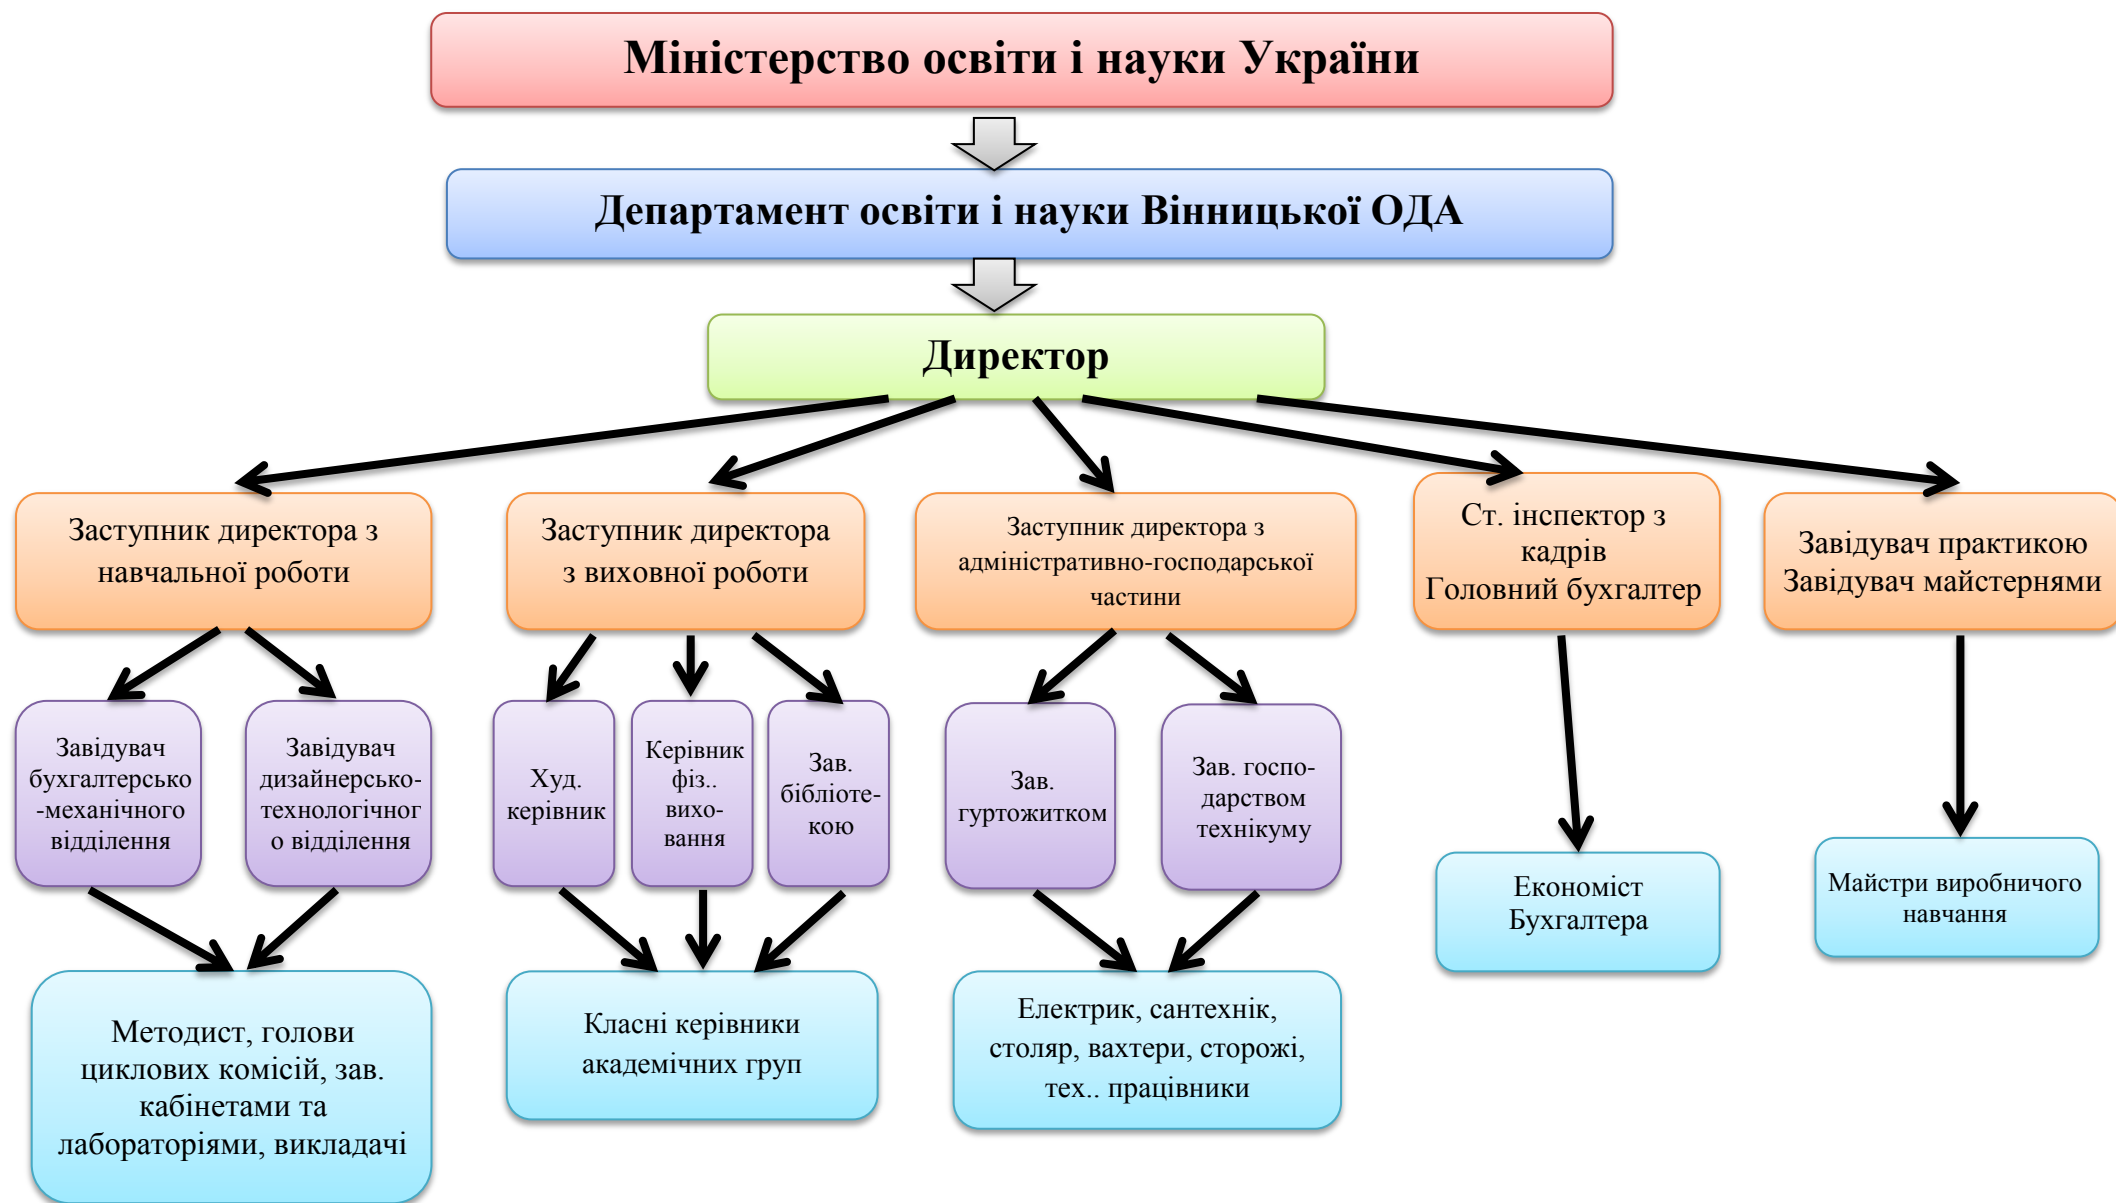 Міністерство освіти і науки України
Департамент освіти і науки Вінницької ОДА
Директор
Заступник директора з
навчальної роботи
Заступник директора
з виховної роботи
Заступник директора з
адміністративно-господарської
частини
Ст. інспектор з
кадрів
Головний бухгалтер
Завідувач практикою
Завідувач майстернями
Завідувач
бухгалтерсько
-механічного
відділення
Завідувач
дизайнерсько-
технологічног
о відділення
Худ.
керівник
Керівник
фіз..
вихо-
вання
Зав.
бібліоте-
кою
Зав.
гуртожитком
Зав. госпо-
дарством
технікуму
Економіст
Бухгалтера
Майстри виробничого
навчання
Методист, голови
циклових комісій, зав.
кабінетами та
лабораторіями, викладачі
Класні керівники
академічних груп
Електрик, сантехнік,
столяр, вахтери, сторожі,
тех.. працівники